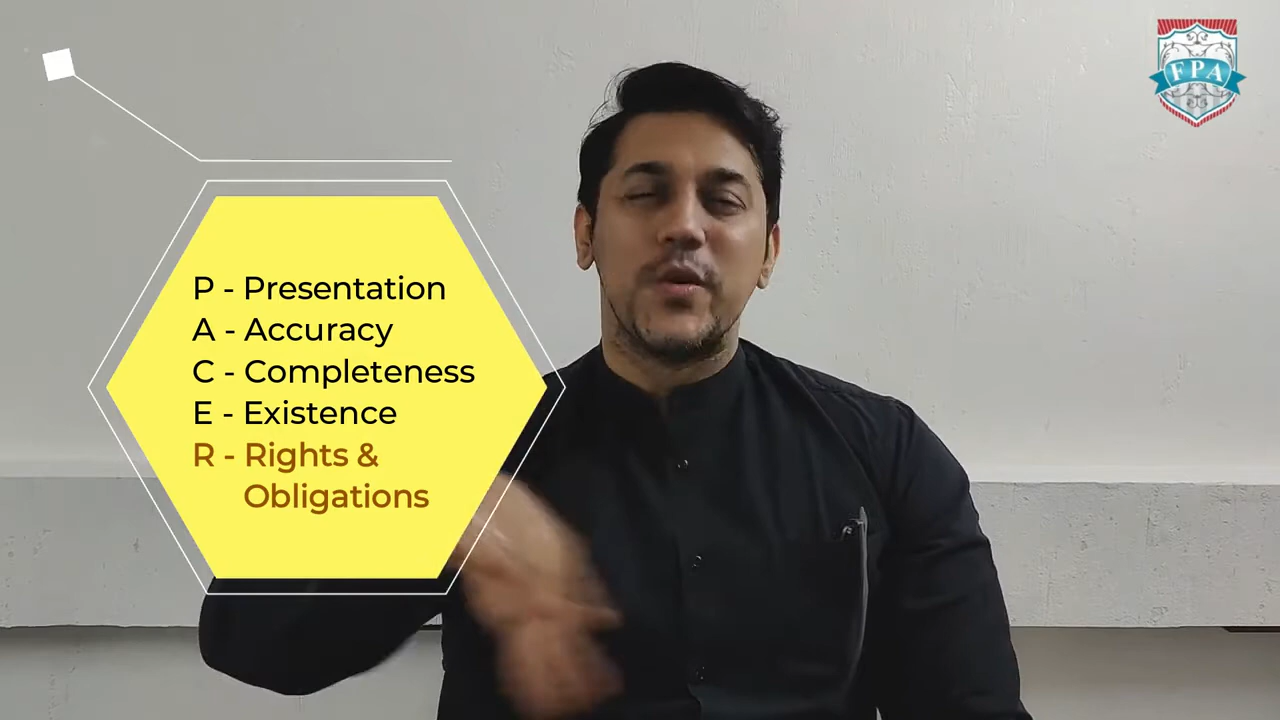 FPA
P - Presentation
A - Accuracy
C - Completeness
E - Existence
R - Rights &
Obligations